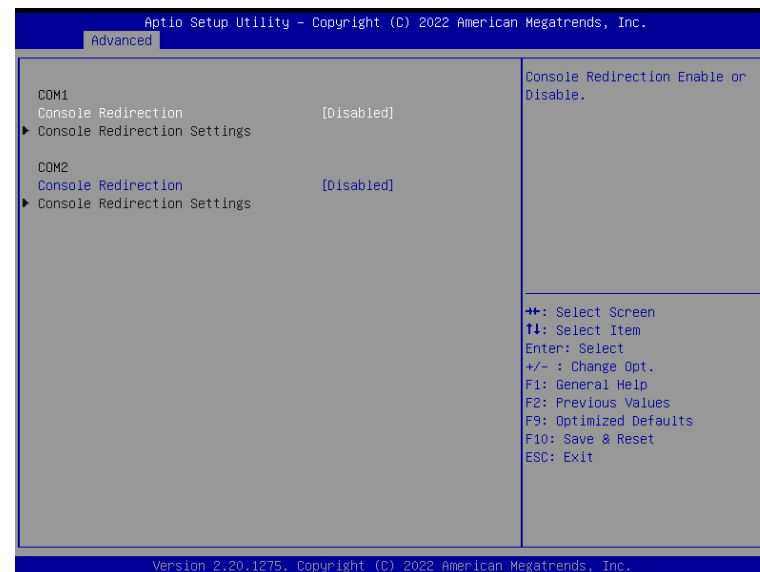 Aptio Setup Utility – Copyright (C) 2022 American Megatrends, Inc.
Advanced
COM1
Console Redirection [Disabled]
Console Redirection Settings
COM2
Console Redirection [Disabled]
Console Redirection Settings
Console Redirection Enable or
Disable.
→←: Select Screen
↑↓: Select Item
Enter: Select
+/- : Change Opt.
F1: General Help
F2: Previous Values
F9: Optimized Defaults
F10: Save & Reset
ESC: Exit
Version 2.20.1275. Copyright (C) 2022 American Megatrends, Inc.